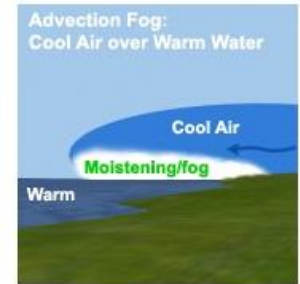 Advection Fog:
Cool Air over Warm Water
Cool Air
Moistening/fog
Warm